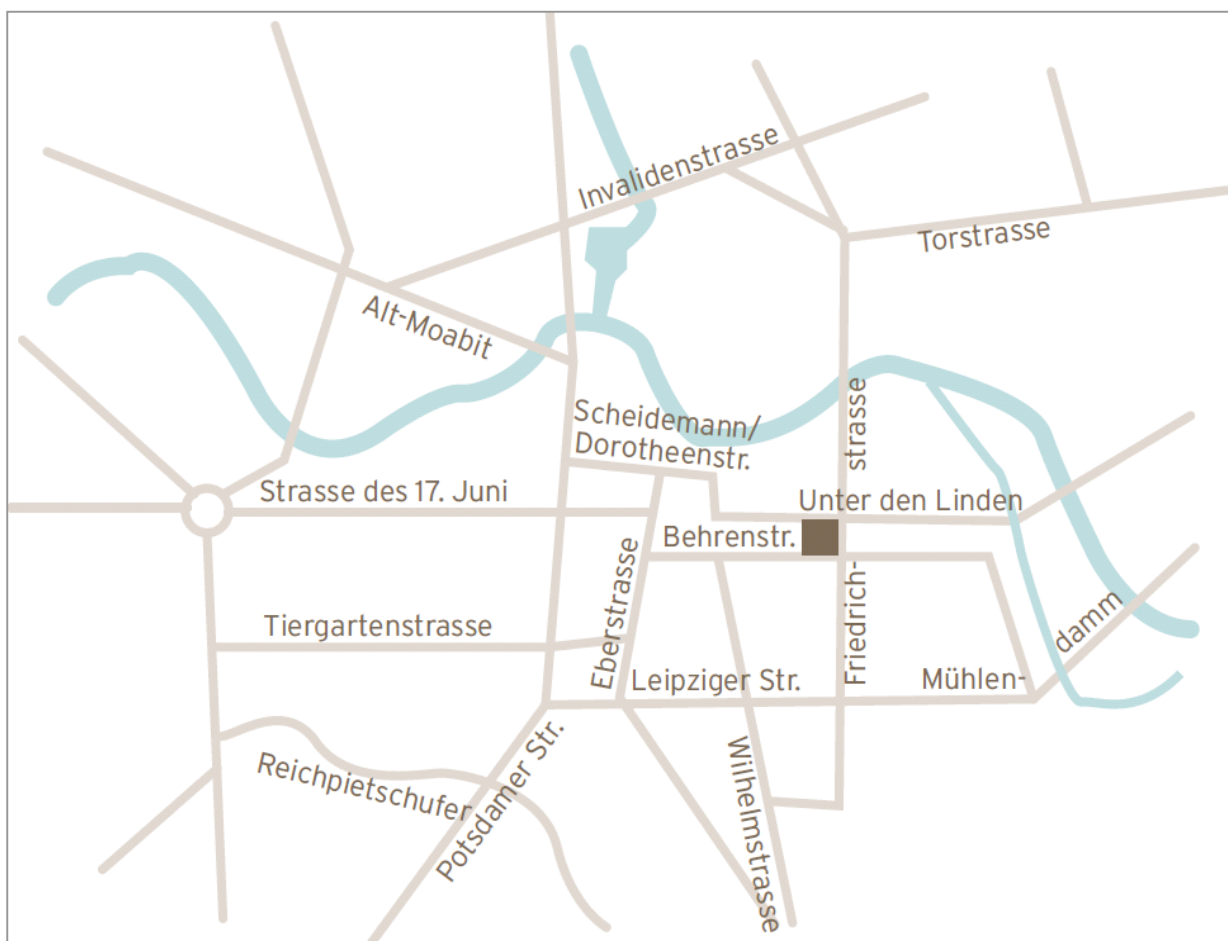 Invalidenstrasse
Torstrasse
Alt-Moabit
Scheidemann/
Dorotheenstr.
Friedrich-
strasse
Strasse des 17. Juni
Unter den Linden
Behrenstr.
Eberstrasse
Tiergartenstrasse
Leipziger Str.
Mühlen-
damm
Reichpietschufer
Potsdamer Str.
Wilhelmstrasse